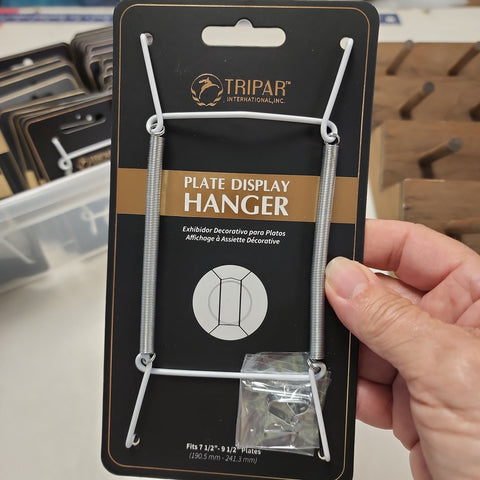 TRIPAR™
INTERNATIONAL, INC.
PLATE DISPLAY
HANGER
Exhibidor Decorativo para Platos
Affichage à Assiette Décorative
Fits 7 1/2"- 9 1/2" Plates
(190.5 mm - 241.3 mm)